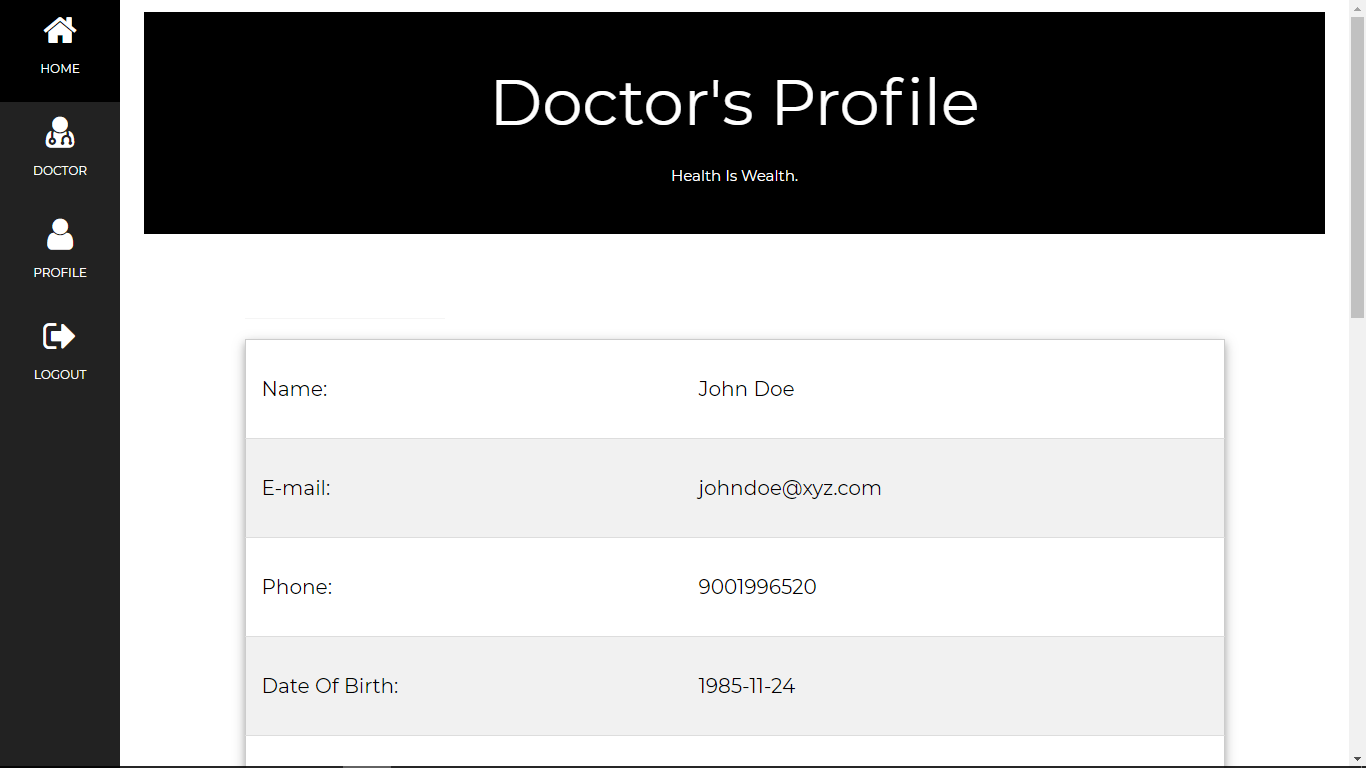 HOME
DOCTOR
PROFILE
LOGOUT
Doctor's Profile
Health Is Wealth.
Name: John Doe
E-mail: johndoe@xyz.com
Phone: 9001996520
Date Of Birth: 1985-11-24